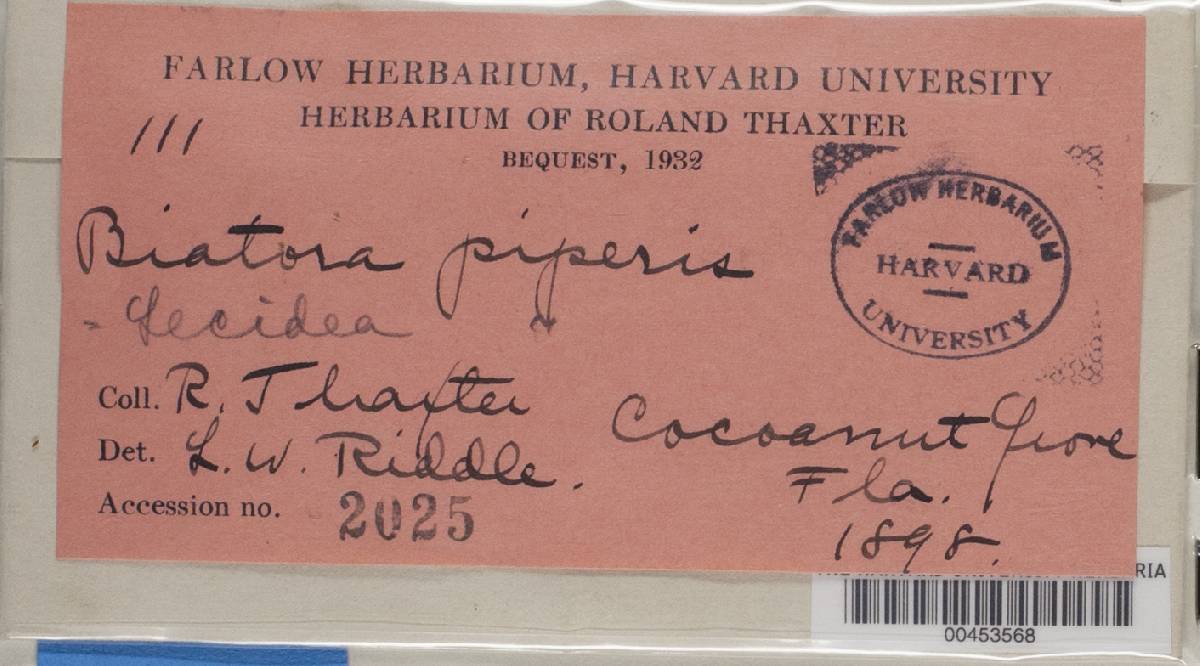 FARLOW HERBARIUM, HARVARD UNIVERSITY
HERBARIUM OF ROLAND THAXTER
111
BEQUEST, 1932
FARLOW HERBARIUM
HARVARD
UNIVERSITY
Biatora piperis
= Lecidea "
Coll. R. Thaxter
Cocoanut Grove
Det. L. W. Riddle.
Fla.
Accession no. 2025
1898.
RIA
00453568